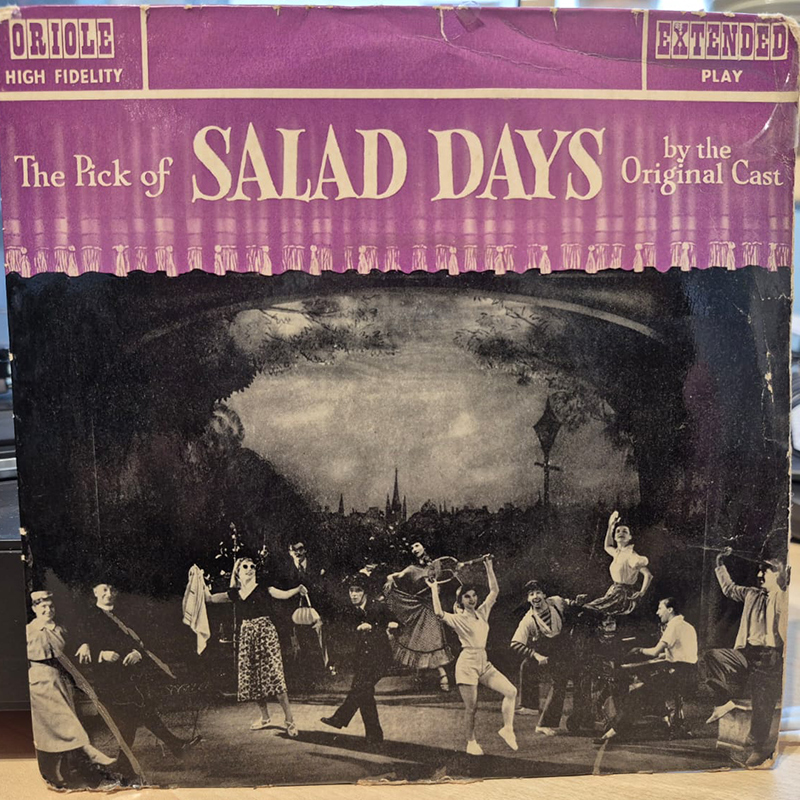 ORIOLE
HIGH FIDELITY
EXTENDED
PLAY
The Pick of SALAD DAYS by the
Original Cast